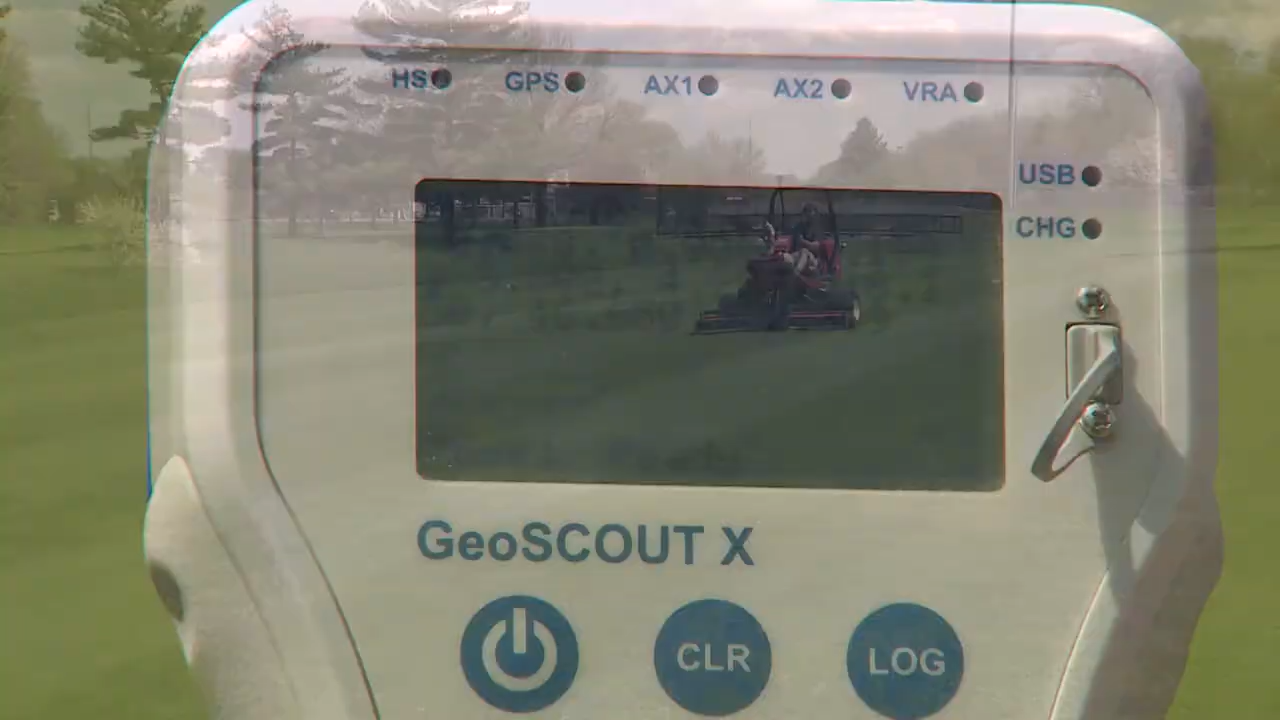 HS GPS AX1 AX2 VRA
USB
CHG
GeoSCOUT X
CLR LOG